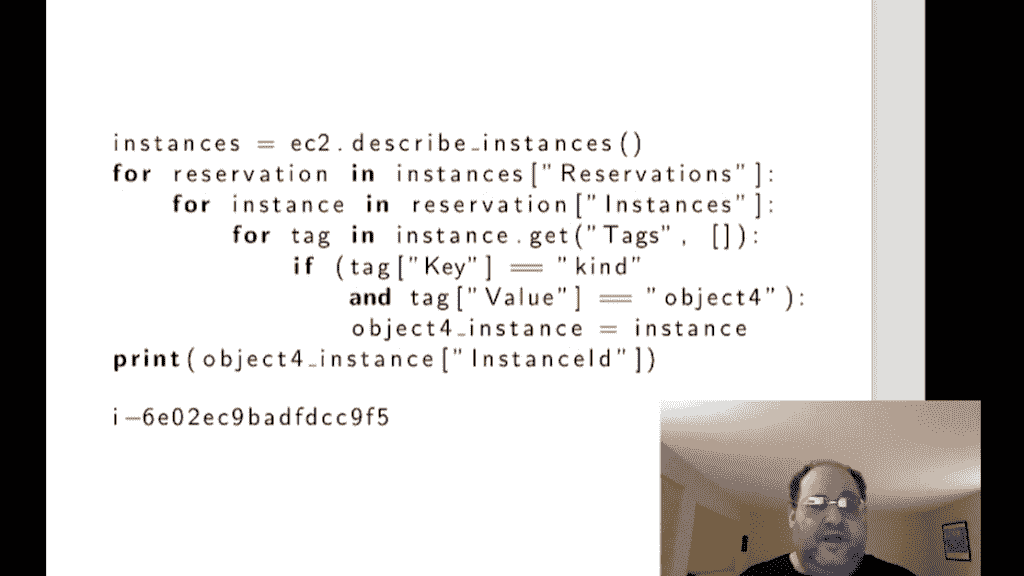 instances = ec2.describe_instances()
for reservation in instances["Reservations"]:
    for instance in reservation["Instances"]:
        for tag in instance.get("Tags", []):
            if (tag["Key"] == "kind"
                and tag["Value"] == "object4"):
                object4_instance = instance
print(object4_instance["InstanceId"])
i-6e02ec9badfdcc9f5